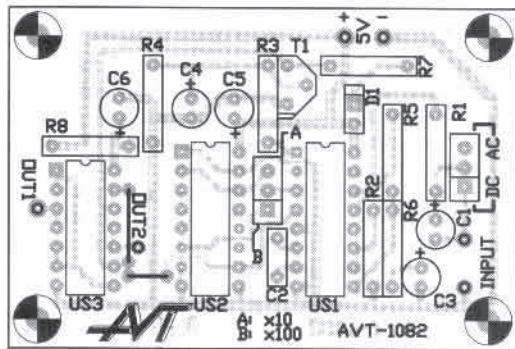 + 5V -
R4
R3
T1
R7
C6
C4
C5
D1
R5
R1
AC
DC
R8
A
OUT1
OUT2
R2
R6
C1
B
INPUT
C2
C3
US3
US2
US1
AVT
A: x10
B: x100
AVT-1082